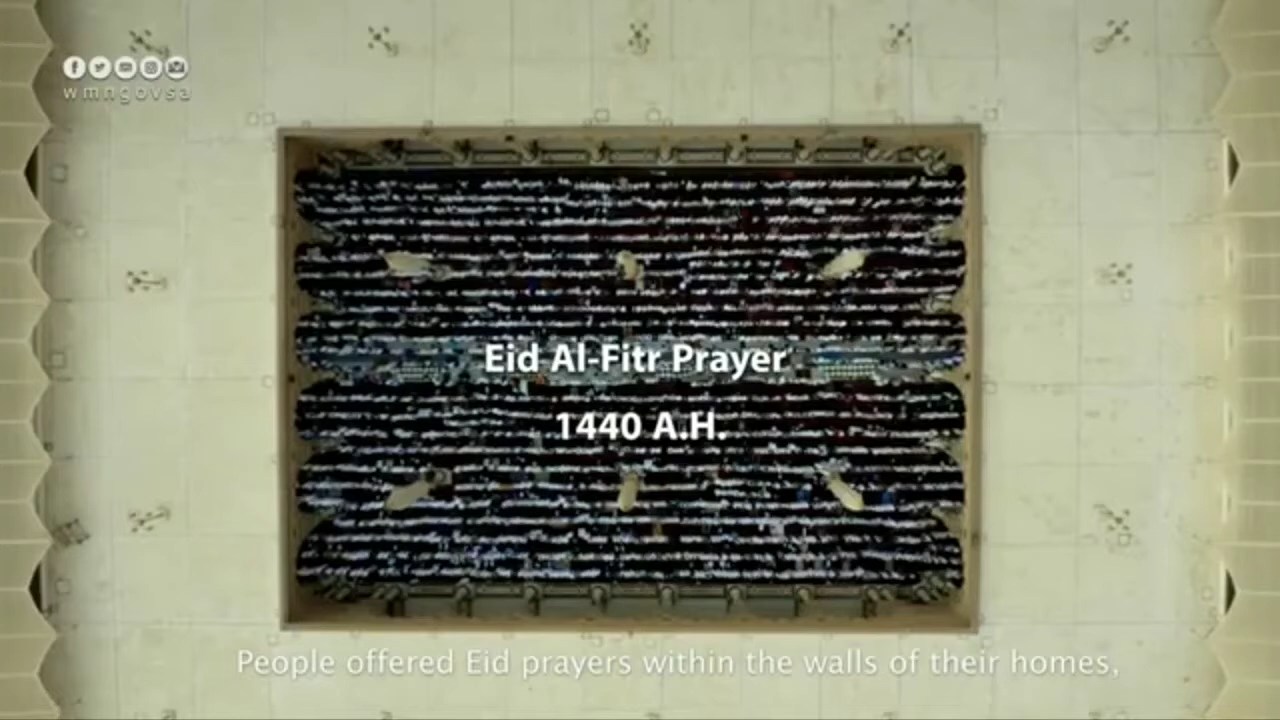 wmngovsa
Eid Al-Fitr Prayer
1440 A.H.
People offered Eid prayers within the walls of their homes,